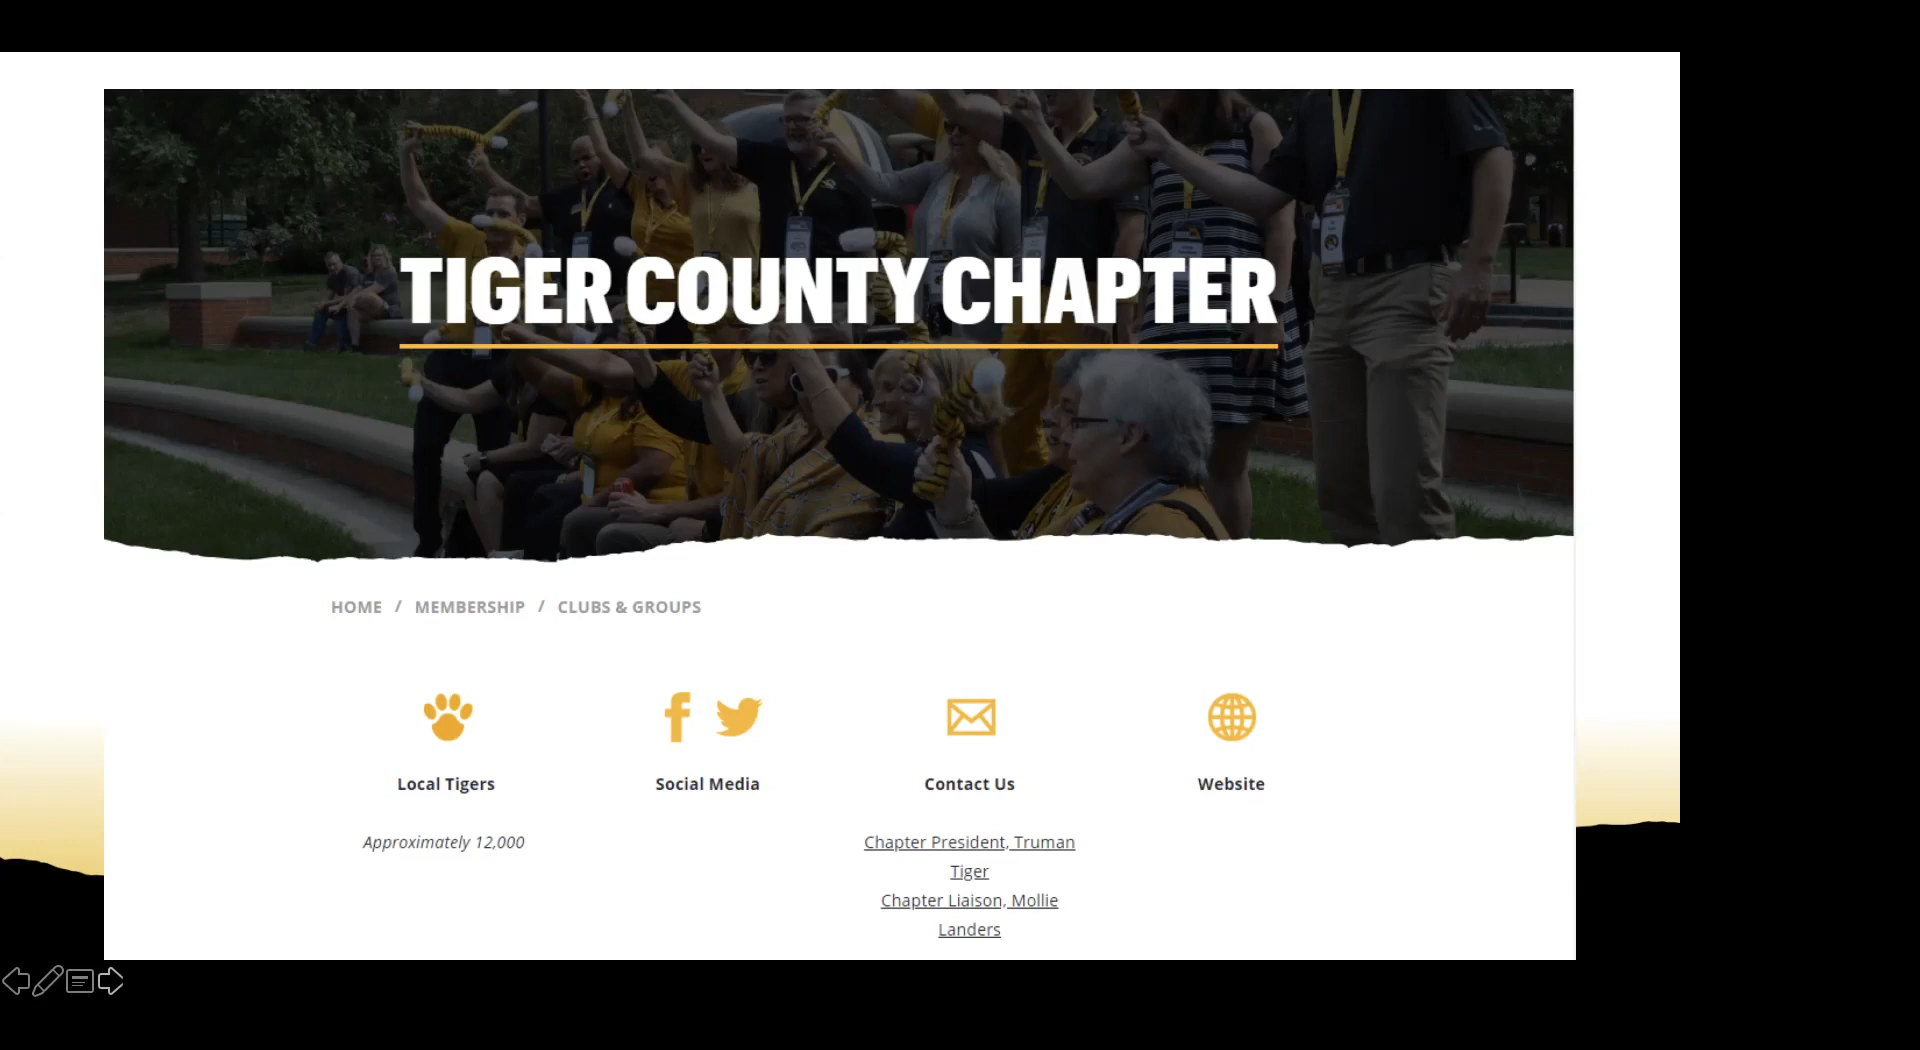 TIGER COUNTY CHAPTER
HOME / MEMBERSHIP / CLUBS & GROUPS
Local Tigers
Social Media
Contact Us
Website
Approximately 12,000
Chapter President, Truman
Tiger
Chapter Liaison, Mollie
Landers